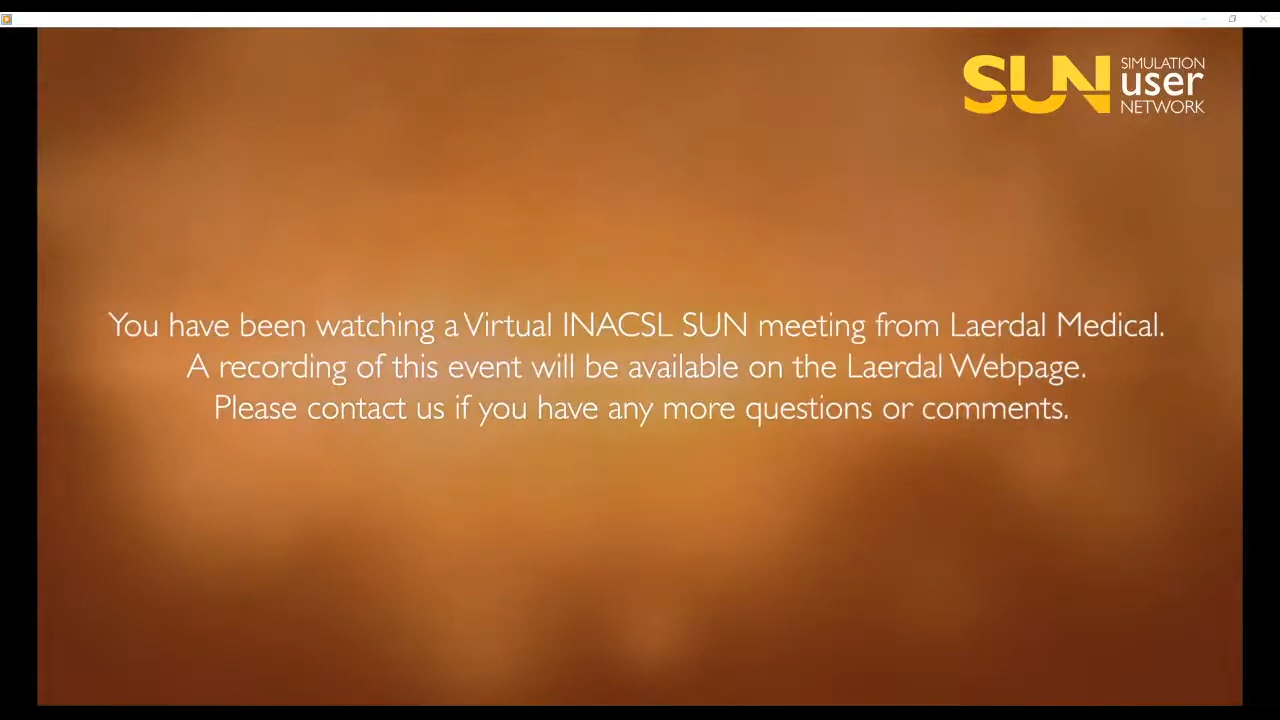 SUN
SIMULATION
user
NETWORK
You have been watching a Virtual INACSL SUN meeting from Laerdal Medical.
A recording of this event will be available on the Laerdal Webpage.
Please contact us if you have any more questions or comments.